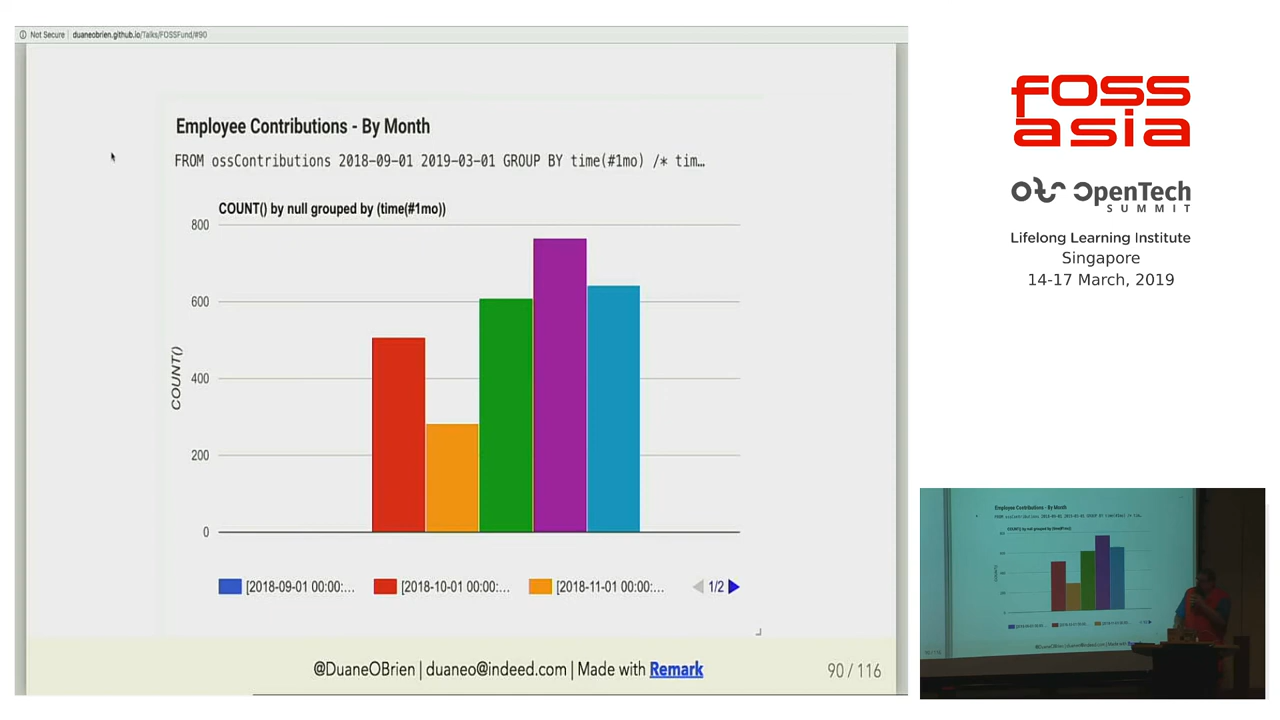 Not Secure | duaneobrien.github.io/Talks/FOSSFund/#90
Employee Contributions - By Month
FROM ossContributions 2018-09-01 2019-03-01 GROUP BY time(#1mo) /* tim…
COUNT() by null grouped by (time(#1mo))
800
600
400
200
0
COUNT()
[2018-09-01 00:00:…
[2018-10-01 00:00:…
[2018-11-01 00:00:…
1/2
@DuaneOBrien | duaneo@indeed.com | Made with Remark
90 / 116
FOSS
asia
OpenTech
SUMMIT
Lifelong Learning Institute
Singapore
14-17 March, 2019
Employee Contributions - By Month